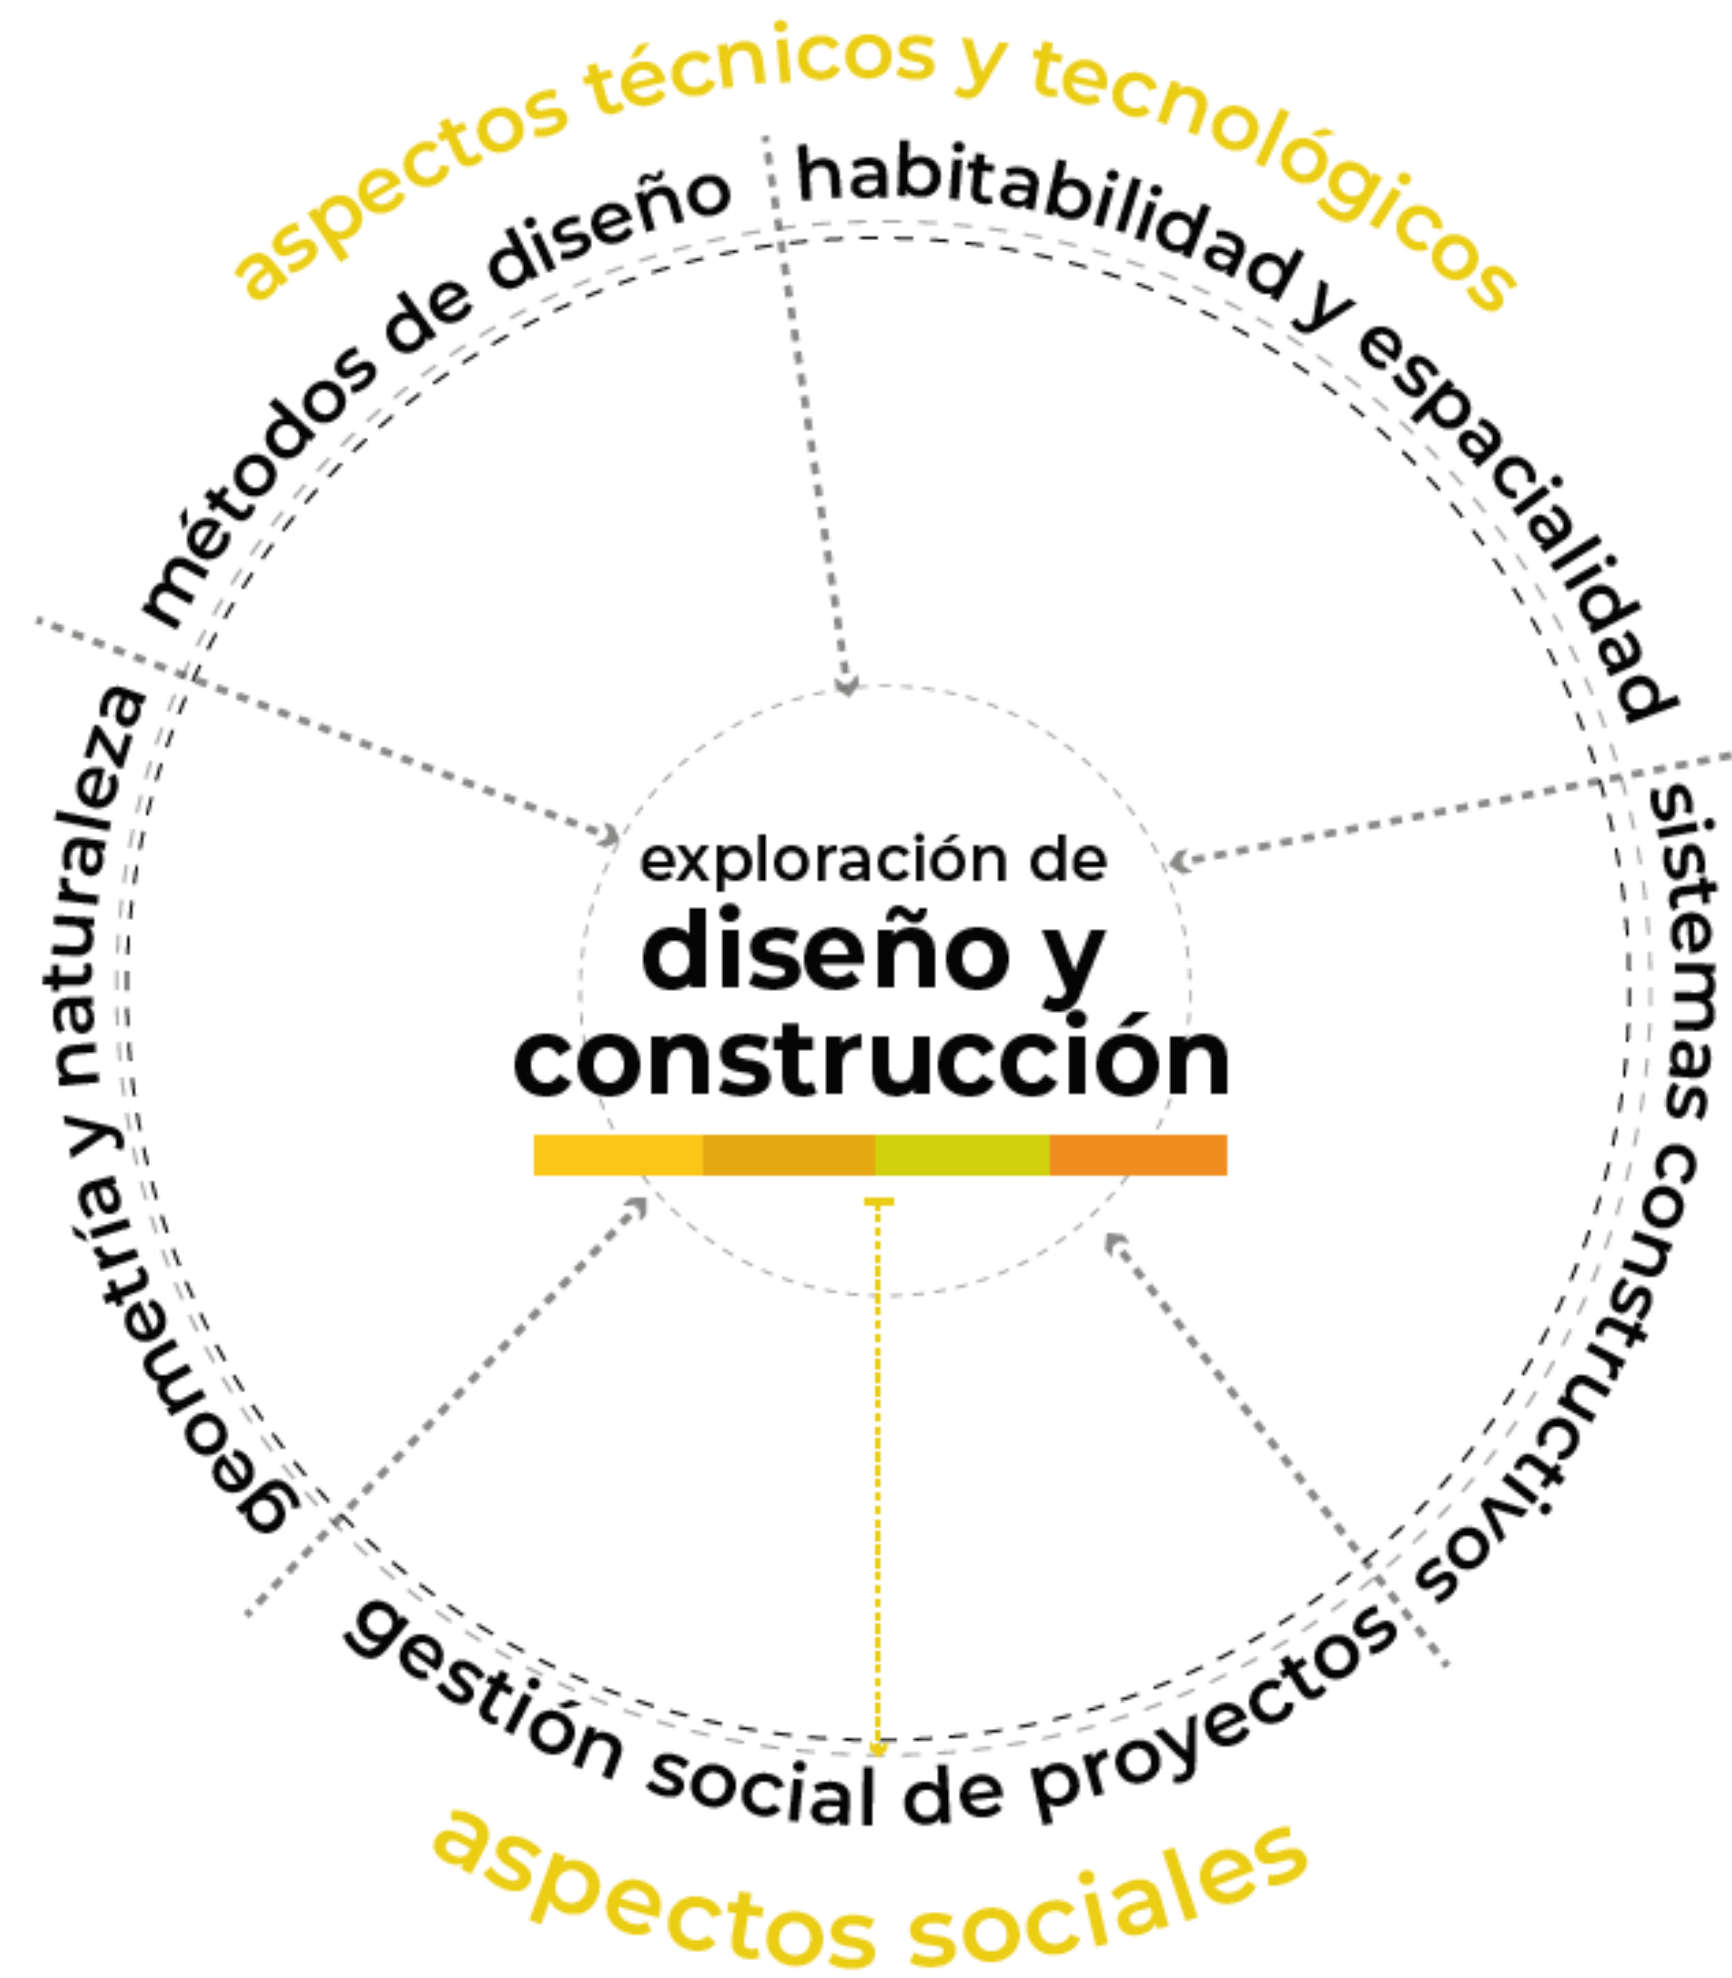 aspectos técnicos y tecnológicos
métodos de diseño
habitabilidad y espacialidad
sistemas constructivos
geometría y naturaleza
exploración de
diseño y
construcción
gestión social de proyectos
aspectos sociales